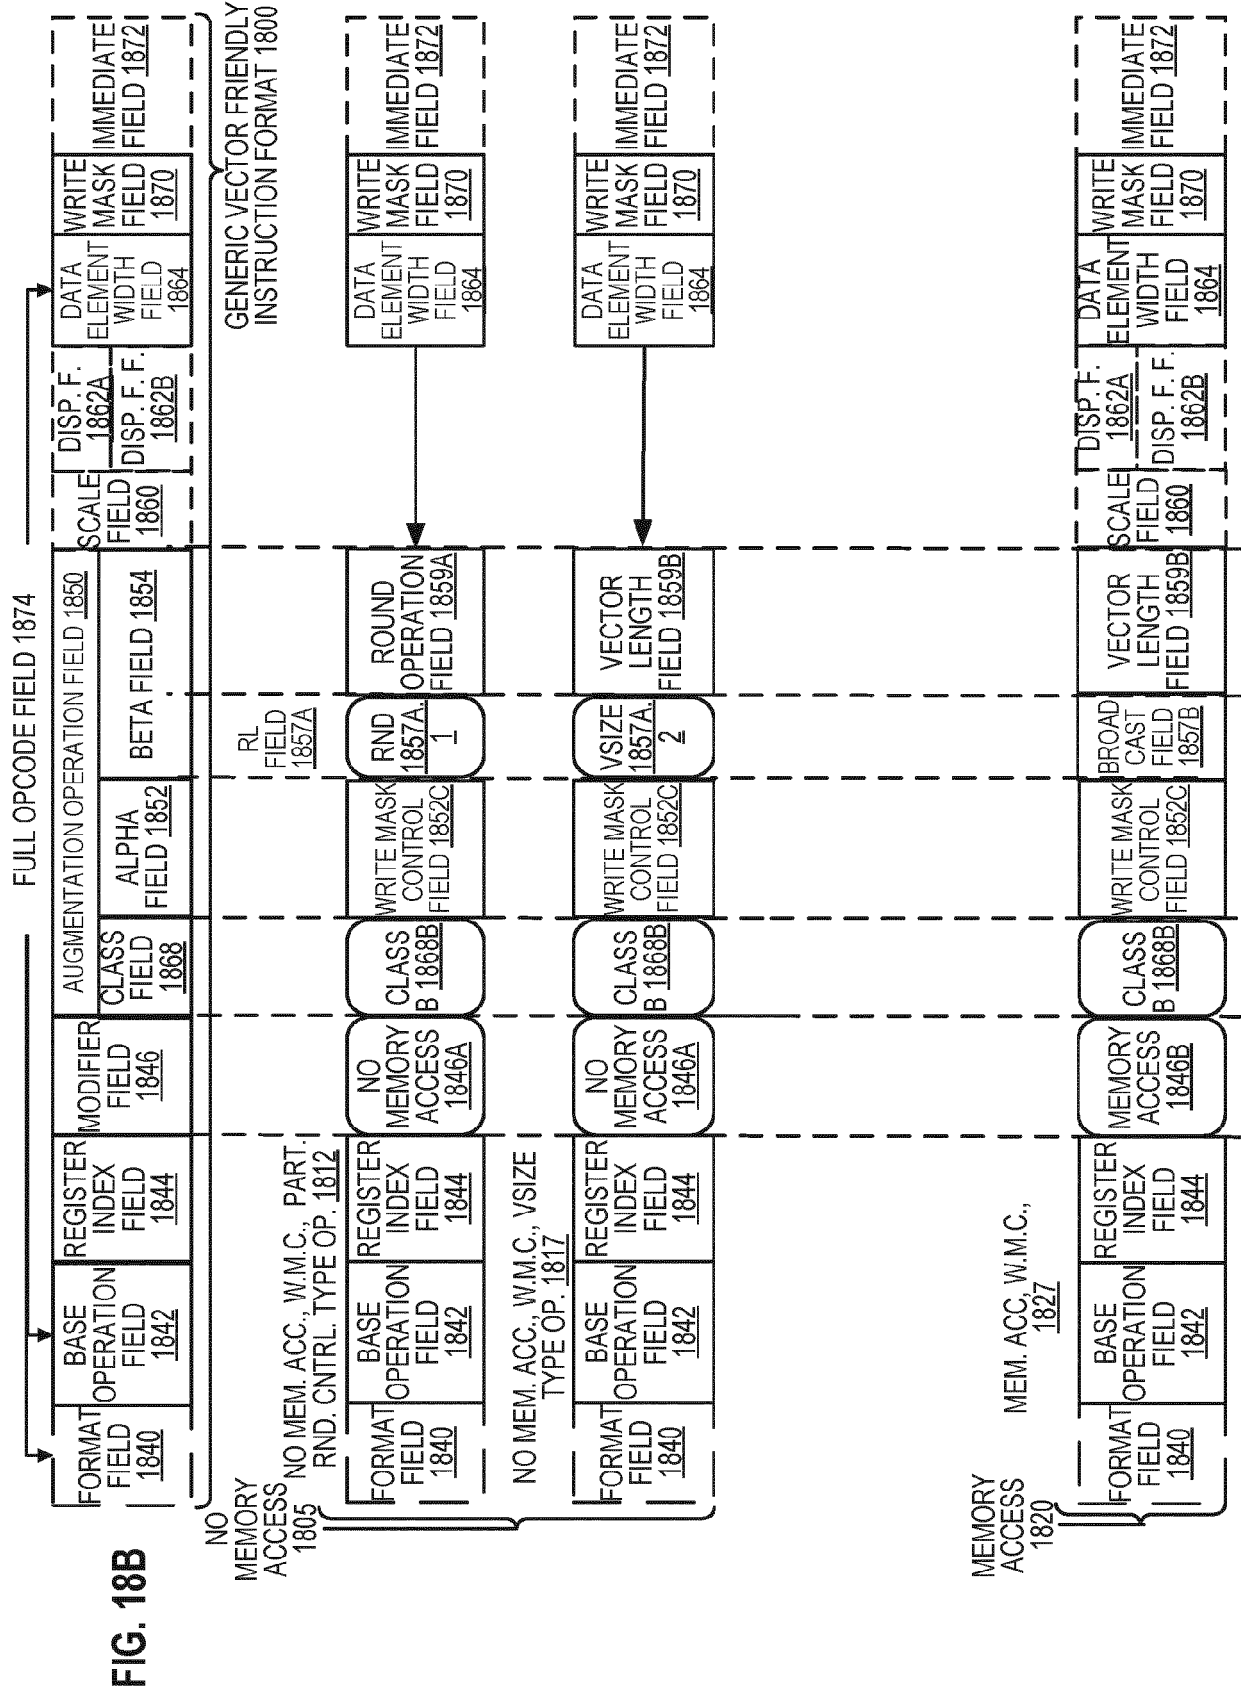 FIG. 18B
FULL OPCODE FIELD 1874
FORMAT
FIELD
1840
BASE
OPERATION
FIELD
1842
REGISTER
INDEX
FIELD
1844
MODIFIER
FIELD
1846
AUGMENTATION OPERATION FIELD 1850
CLASS
FIELD
1868
ALPHA
FIELD 1852
BETA FIELD 1854
SCALE
FIELD
1860
DISP. F.
1862A
DISP. F. F.
1862B
DATA
ELEMENT
WIDTH
FIELD
1864
WRITE
MASK
FIELD
1870
IMMEDIATE
FIELD 1872
GENERIC VECTOR FRIENDLY
INSTRUCTION FORMAT 1800
NO
MEMORY
ACCESS
1805
RL
FIELD
1857A
NO MEM. ACC., W.M.C., PART.
RND. CNTRL. TYPE OP. 1812
FORMAT
FIELD
1840
BASE
OPERATION
FIELD
1842
REGISTER
INDEX
FIELD
1844
NO
MEMORY
ACCESS
1846A
CLASS
B 1868B
WRITE MASK
CONTROL
FIELD 1852C
RND
1857A.
1
ROUND
OPERATION
FIELD 1859A
DATA
ELEMENT
WIDTH
FIELD
1864
WRITE
MASK
FIELD
1870
IMMEDIATE
FIELD 1872
NO MEM. ACC., W.M.C., VSIZE
TYPE OP. 1817
FORMAT
FIELD
1840
BASE
OPERATION
FIELD
1842
REGISTER
INDEX
FIELD
1844
NO
MEMORY
ACCESS
1846A
CLASS
B 1868B
WRITE MASK
CONTROL
FIELD 1852C
VSIZE
1857A.
2
VECTOR
LENGTH
FIELD 1859B
DATA
ELEMENT
WIDTH
FIELD
1864
WRITE
MASK
FIELD
1870
IMMEDIATE
FIELD 1872
MEMORY
ACCESS
1820
MEM. ACC, W.M.C.,
1827
FORMAT
FIELD
1840
BASE
OPERATION
FIELD
1842
REGISTER
INDEX
FIELD
1844
MEMORY
ACCESS
1846B
CLASS
B 1868B
WRITE MASK
CONTROL
FIELD 1852C
BROAD
CAST
FIELD
1857B
VECTOR
LENGTH
FIELD 1859B
SCALE
FIELD
1860
DISP. F.
1862A
DISP. F. F.
1862B
DATA
ELEMENT
WIDTH
FIELD
1864
WRITE
MASK
FIELD
1870
IMMEDIATE
FIELD 1872